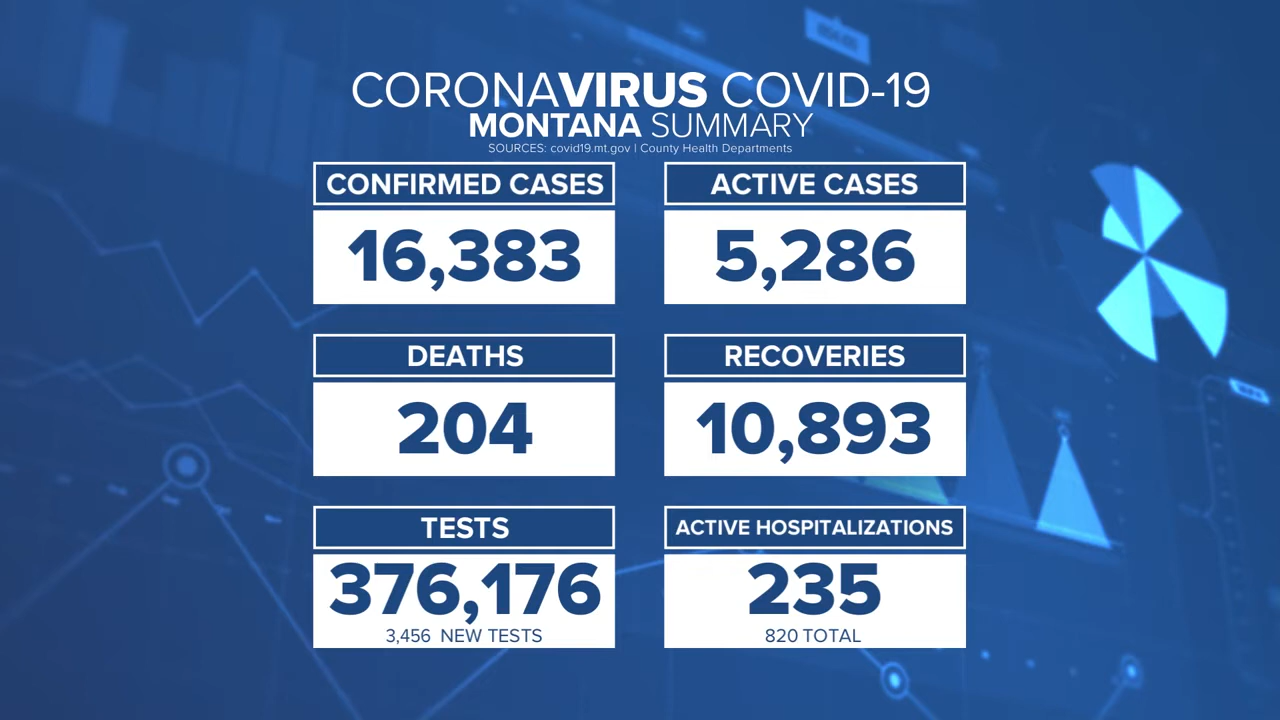 CORONAVIRUS COVID-19
MONTANA SUMMARY
SOURCES: covid19.mt.gov | County Health Departments
CONFIRMED CASES
16,383
ACTIVE CASES
5,286
DEATHS
204
RECOVERIES
10,893
TESTS
376,176
3,456 NEW TESTS
ACTIVE HOSPITALIZATIONS
235
820 TOTAL